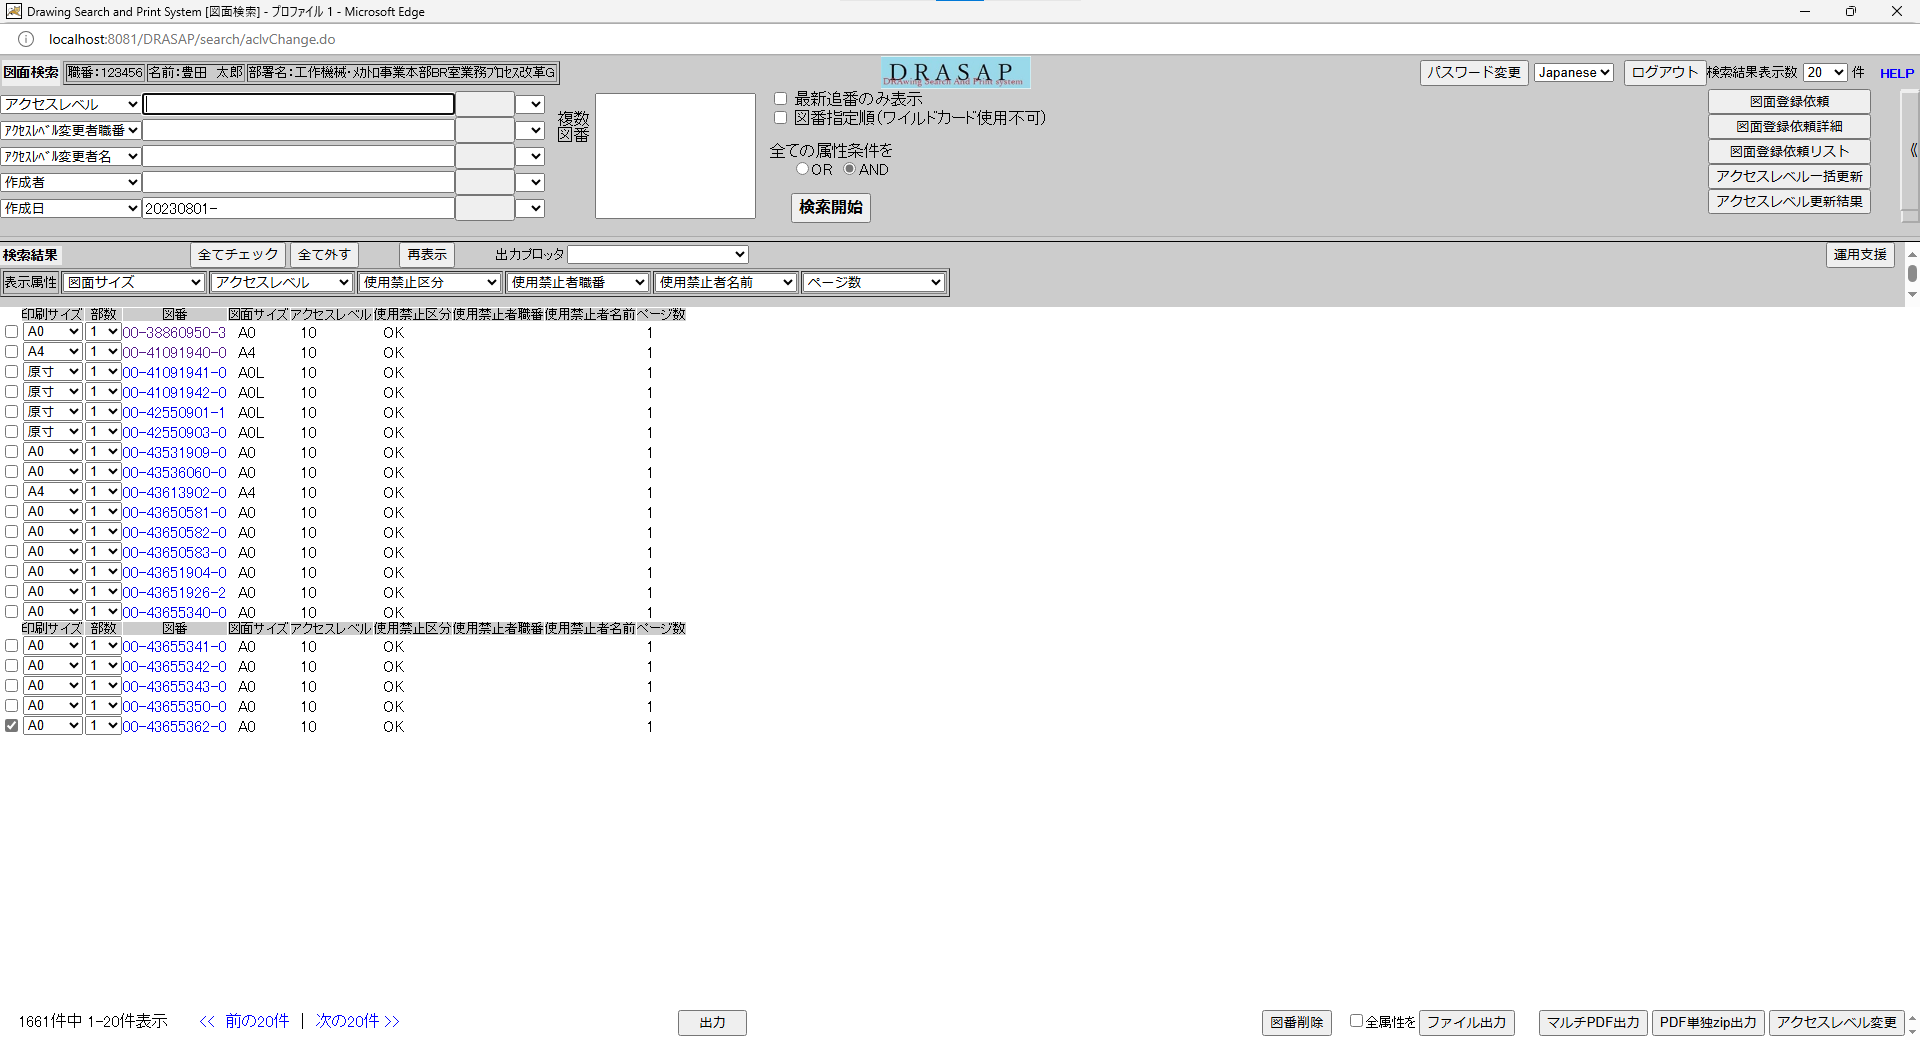 Drawing Search and Print System [図面検索] - プロファイル 1 - Microsoft Edge
localhost:8081/DRASAP/search/aclvChange.do
図面検索 職番：123456 名前：豊田　太郎 部署名：工作機械・ﾒｶﾄﾛ事業本部BR室業務ﾌﾟﾛｾｽ改革G DRASAP DRAwing Search And Print system パスワード変更 Japanese ログアウト 検索結果表示数 20 件 HELP
アクセスレベル
ｱｸｾｽﾚﾍﾞﾙ変更者職番
ｱｸｾｽﾚﾍﾞﾙ変更者名
作成者
作成日 20230801-
複数
図番
最新追番のみ表示
図番指定順（ワイルドカード使用不可）
全ての属性条件を
OR AND
検索開始
図面登録依頼
図面登録依頼詳細
図面登録依頼リスト
アクセスレベル一括更新
アクセスレベル更新結果
《
検索結果 全てチェック 全て外す 再表示 出力プロッタ 運用支援
表示属性 図面サイズ アクセスレベル 使用禁止区分 使用禁止者職番 使用禁止者名前 ページ数
印刷サイズ 部数 図番 図面サイズ アクセスレベル 使用禁止区分 使用禁止者職番 使用禁止者名前 ページ数
A0 1 00-38860950-3 A0 10 OK 1
A4 1 00-41091940-0 A4 10 OK 1
原寸 1 00-41091941-0 A0L 10 OK 1
原寸 1 00-41091942-0 A0L 10 OK 1
原寸 1 00-42550901-1 A0L 10 OK 1
原寸 1 00-42550903-0 A0L 10 OK 1
A0 1 00-43531909-0 A0 10 OK 1
A0 1 00-43536060-0 A0 10 OK 1
A4 1 00-43613902-0 A4 10 OK 1
A0 1 00-43650581-0 A0 10 OK 1
A0 1 00-43650582-0 A0 10 OK 1
A0 1 00-43650583-0 A0 10 OK 1
A0 1 00-43651904-0 A0 10 OK 1
A0 1 00-43651926-2 A0 10 OK 1
A0 1 00-43655340-0 A0 10 OK 1
印刷サイズ 部数 図番 図面サイズ アクセスレベル 使用禁止区分 使用禁止者職番 使用禁止者名前 ページ数
A0 1 00-43655341-0 A0 10 OK 1
A0 1 00-43655342-0 A0 10 OK 1
A0 1 00-43655343-0 A0 10 OK 1
A0 1 00-43655350-0 A0 10 OK 1
A0 1 00-43655362-0 A0 10 OK 1
1661件中 1-20件表示 << 前の20件 | 次の20件 >> 出力 図番削除 全属性を ファイル出力 マルチPDF出力 PDF単独zip出力 アクセスレベル変更